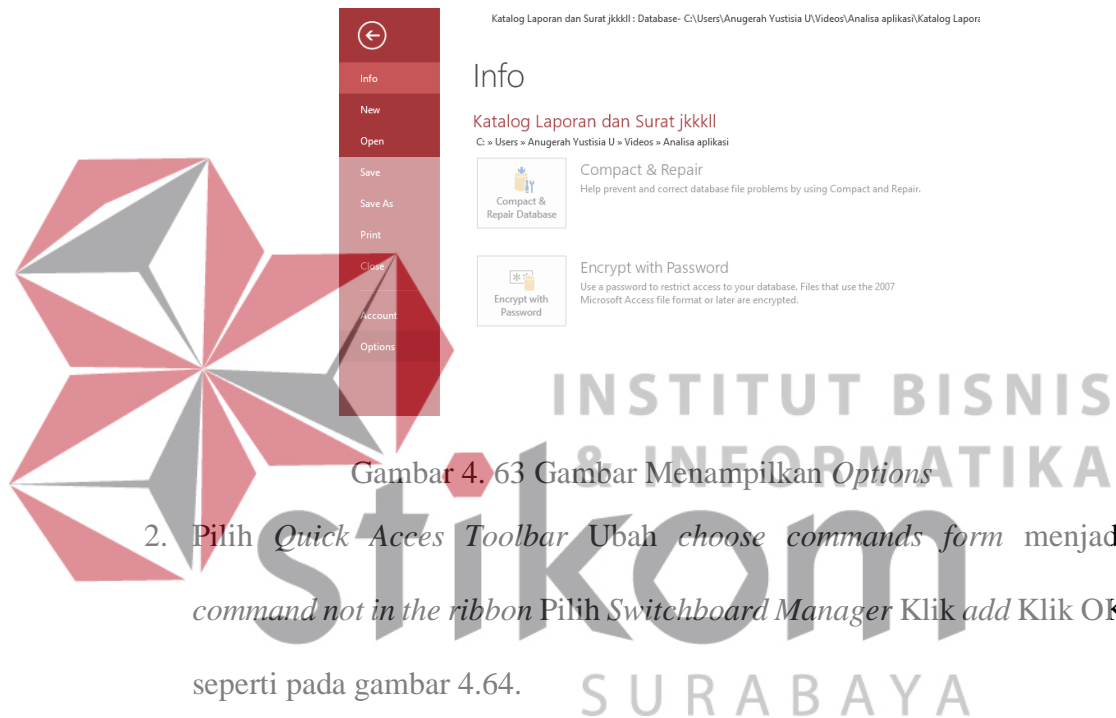 Katalog Laporan dan Surat jkkkll : Database- C:\Users\Anugerah Yustisia U\Videos\Analisa aplikasi\Katalog Lapora
Info
New
Open
Save
Save As
Print
Close
Account
Options
Info
Katalog Laporan dan Surat jkkkll
C: » Users » Anugerah Yustisia U » Videos » Analisa aplikasi
Compact &
Repair Database
Compact & Repair
Help prevent and correct database file problems by using Compact and Repair.
Encrypt with
Password
Encrypt with Password
Use a password to restrict access to your database. Files that use the 2007
Microsoft Access file format or later are encrypted.
INSTITUT BISNIS
& INFORMATIKA
stikom
SURABAYA
Gambar 4. 63 Gambar Menampilkan Options
2. Pilih Quick Acces Toolbar Ubah choose commands form menjad
command not in the ribbon Pilih Switchboard Manager Klik add Klik OK
seperti pada gambar 4.64.